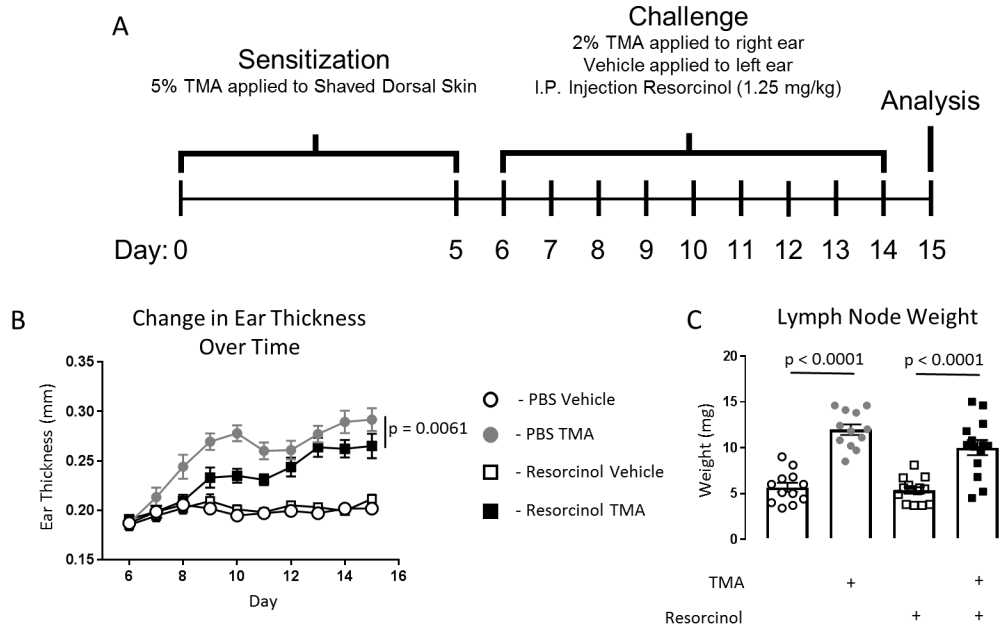 A
Sensitization
5% TMA applied to Shaved Dorsal Skin
Challenge
2% TMA applied to right ear
Vehicle applied to left ear
I.P. Injection Resorcinol (1.25 mg/kg)
Analysis
Day: 0 5 6 7 8 9 10 11 12 13 14 15
B
Change in Ear Thickness
Over Time
Ear Thickness (mm)
0.35
0.30
0.25
0.20
0.15
6 8 10 12 14 16
Day
p = 0.0061
- PBS Vehicle
- PBS TMA
- Resorcinol Vehicle
- Resorcinol TMA
C
Lymph Node Weight
p < 0.0001 p < 0.0001
Weight (mg)
20
15
10
5
0
TMA + +
Resorcinol + +